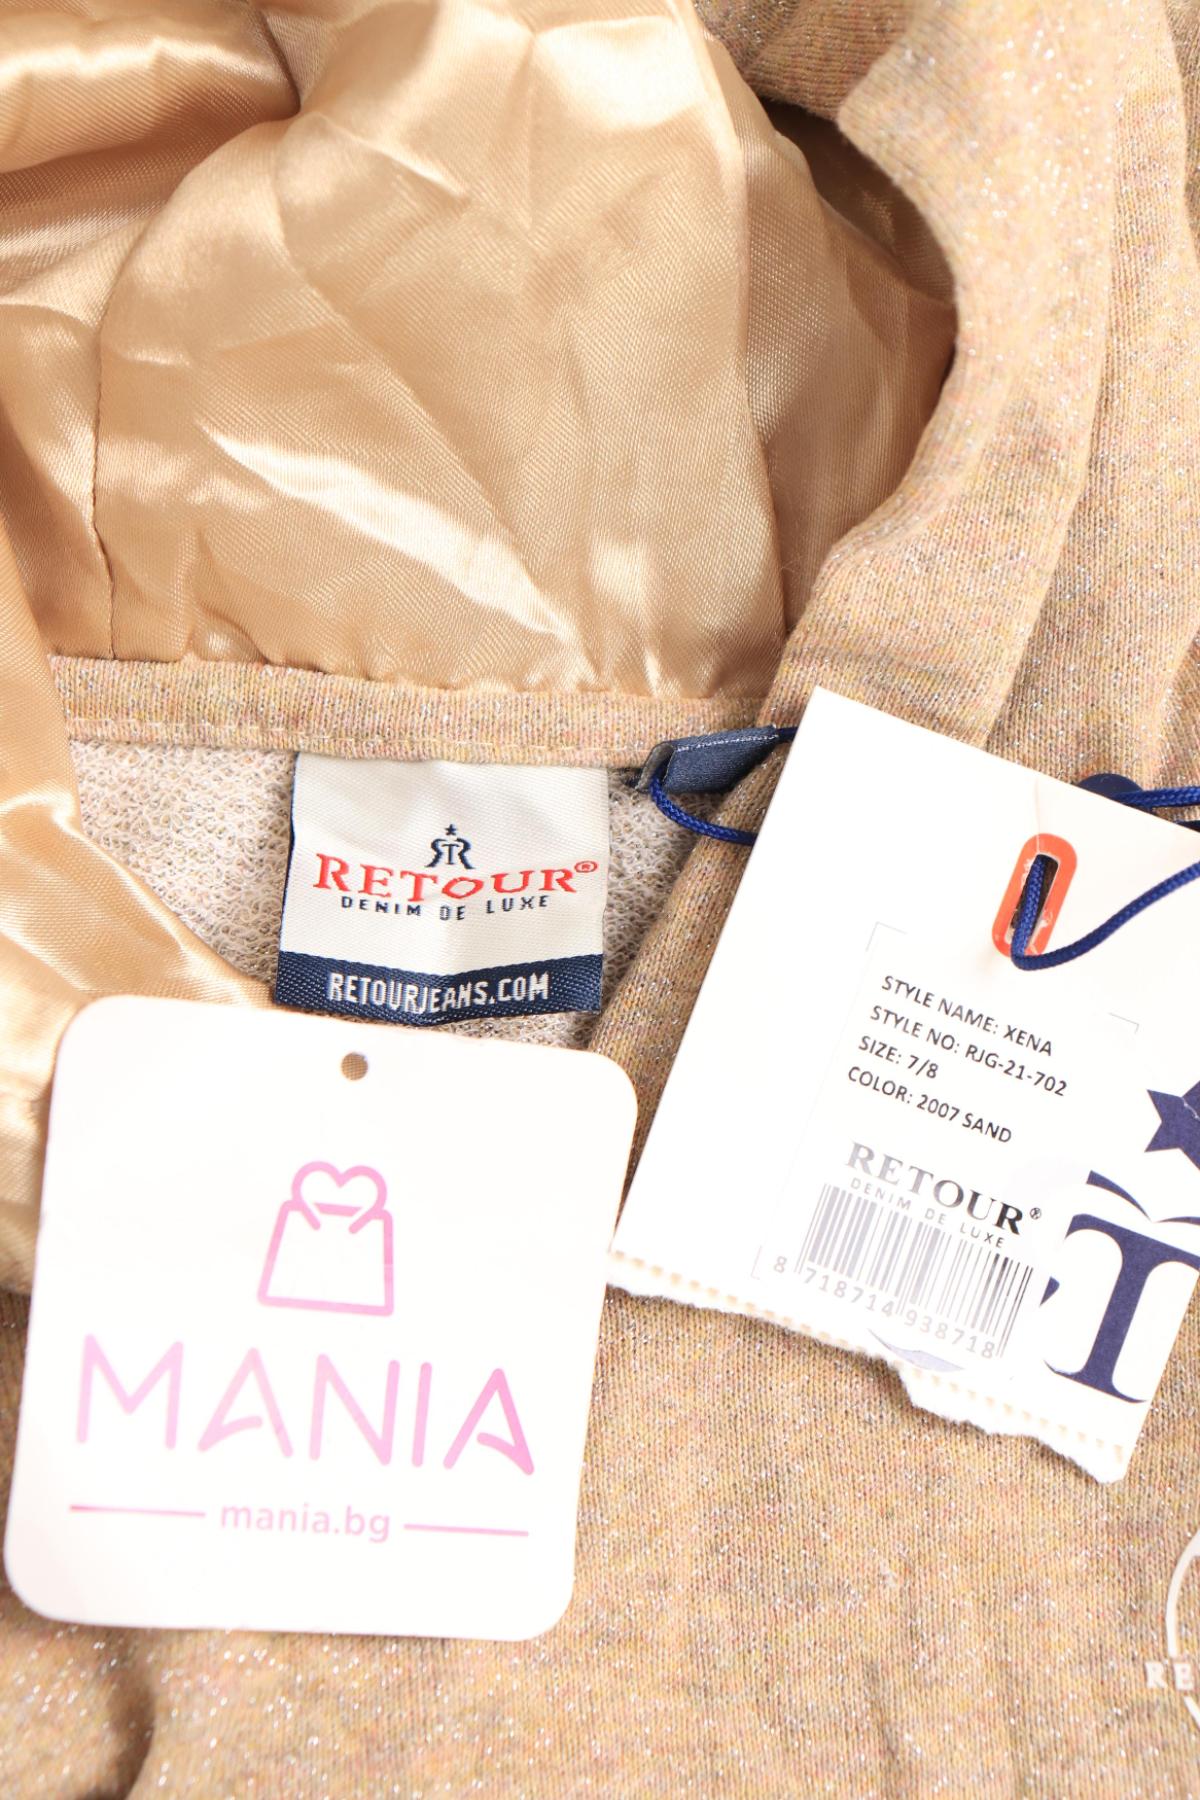 RETOUR®
DENIM DE LUXE
RETOURJEANS.COM
STYLE NAME: XENA
STYLE NO: RJG-21-702
SIZE: 7/8
COLOR: 2007 SAND
RETOUR®
DENIM DE LUXE
8 718714 938718
MANIA
mania.bg
RE